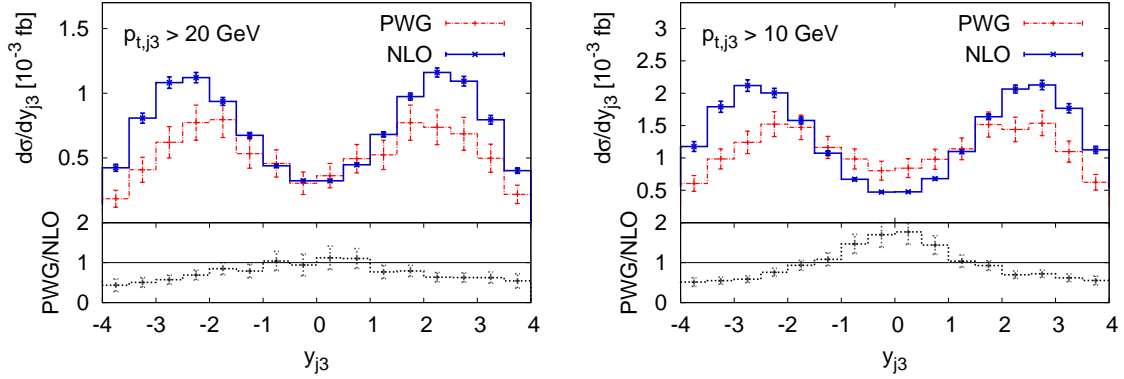 dσ/dy_j3 [10^-3 fb]
p_t,j3 > 20 GeV
PWG
NLO
1.5
1
0.5
PWG/NLO
2
1
0
-4 -3 -2 -1 0 1 2 3 4
y_j3
dσ/dy_j3 [10^-3 fb]
p_t,j3 > 10 GeV
PWG
NLO
3
2.5
2
1.5
1
0.5
PWG/NLO
2
1
0
-4 -3 -2 -1 0 1 2 3 4
y_j3